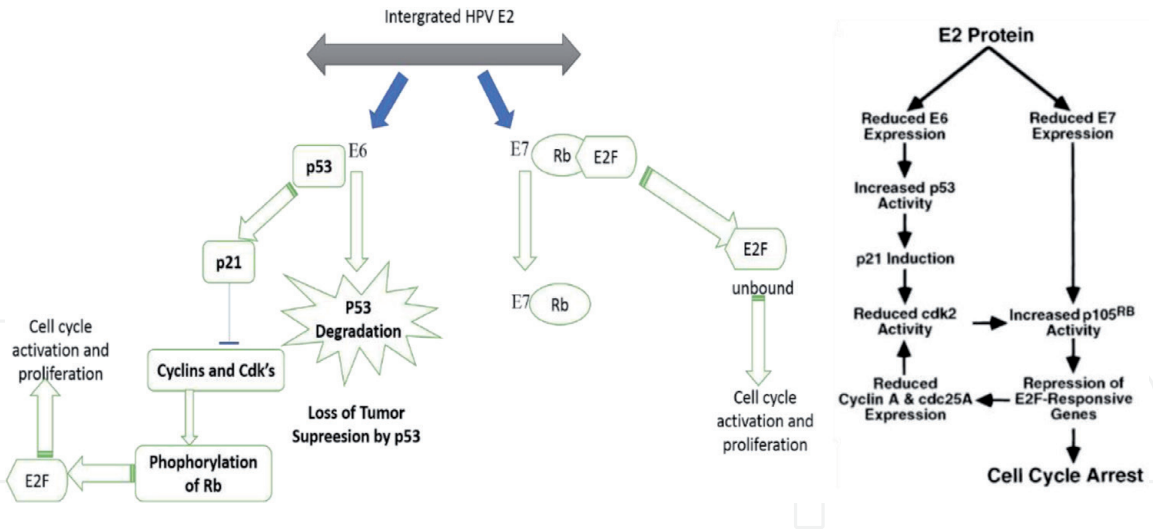 Intergrated HPV E2
E6
p53
p21
P53
Degradation
Cell cycle
activation and
proliferation
Cyclins and Cdk's
Loss of Tumor
Supreesion by p53
Phophorylation
of Rb
E2F
E7
Rb
E2F
E7
Rb
E2F
unbound
Cell cycle
activation and
proliferation
E2 Protein
Reduced E6
Expression
Reduced E7
Expression
Increased p53
Activity
p21 Induction
Reduced cdk2
Activity
Increased p105RB
Activity
Reduced
Cyclin A & cdc25A
Expression
Repression of
E2F-Responsive
Genes
Cell Cycle Arrest